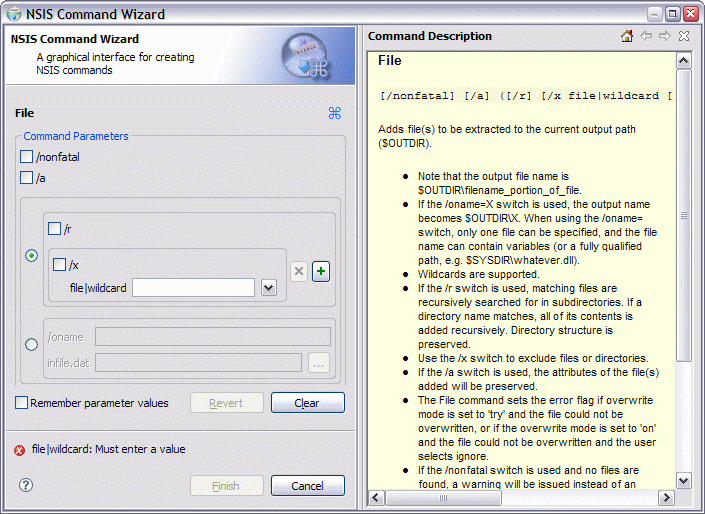 NSIS Command Wizard
NSIS Command Wizard
A graphical interface for creating
NSIS commands
File
Command Parameters
/nonfatal
/a
/r
/x
file|wildcard
/oname
infile.dat
...
Remember parameter values
Revert
Clear
file|wildcard: Must enter a value
?
Finish
Cancel
Command Description
File
[/nonfatal] [/a] ([/r] [/x file|wildcard [
Adds file(s) to be extracted to the current output path
($OUTDIR).
● Note that the output file name is
$OUTDIR\filename_portion_of_file.
● If the /oname=X switch is used, the output name
becomes $OUTDIR\X. When using the /oname=
switch, only one file can be specified, and the file
name can contain variables (or a fully qualified
path, e.g. $SYSDIR\whatever.dll).
● Wildcards are supported.
● If the /r switch is used, matching files are
recursively searched for in subdirectories. If a
directory name matches, all of its contents is
added recursively. Directory structure is
preserved.
● Use the /x switch to exclude files or directories.
● If the /a switch is used, the attributes of the file(s)
added will be preserved.
● The File command sets the error flag if overwrite
mode is set to 'try' and the file could not be
overwritten, or if the overwrite mode is set to 'on'
and the file could not be overwritten and the user
selects ignore.
● If the /nonfatal switch is used and no files are
found, a warning will be issued instead of an